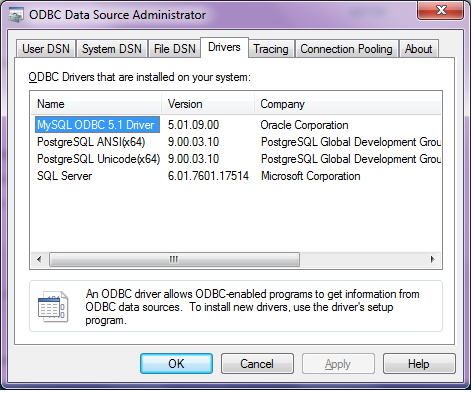 ODBC Data Source Administrator
User DSN System DSN File DSN Drivers Tracing Connection Pooling About
ODBC Drivers that are installed on your system:
Name Version Company
MySQL ODBC 5.1 Driver 5.01.09.00 Oracle Corporation
PostgreSQL ANSI(x64) 9.00.03.10 PostgreSQL Global Development Grou
PostgreSQL Unicode(x64) 9.00.03.10 PostgreSQL Global Development Grou
SQL Server 6.01.7601.17514 Microsoft Corporation
An ODBC driver allows ODBC-enabled programs to get information from
ODBC data sources. To install new drivers, use the driver's setup
program.
OK Cancel Apply Help